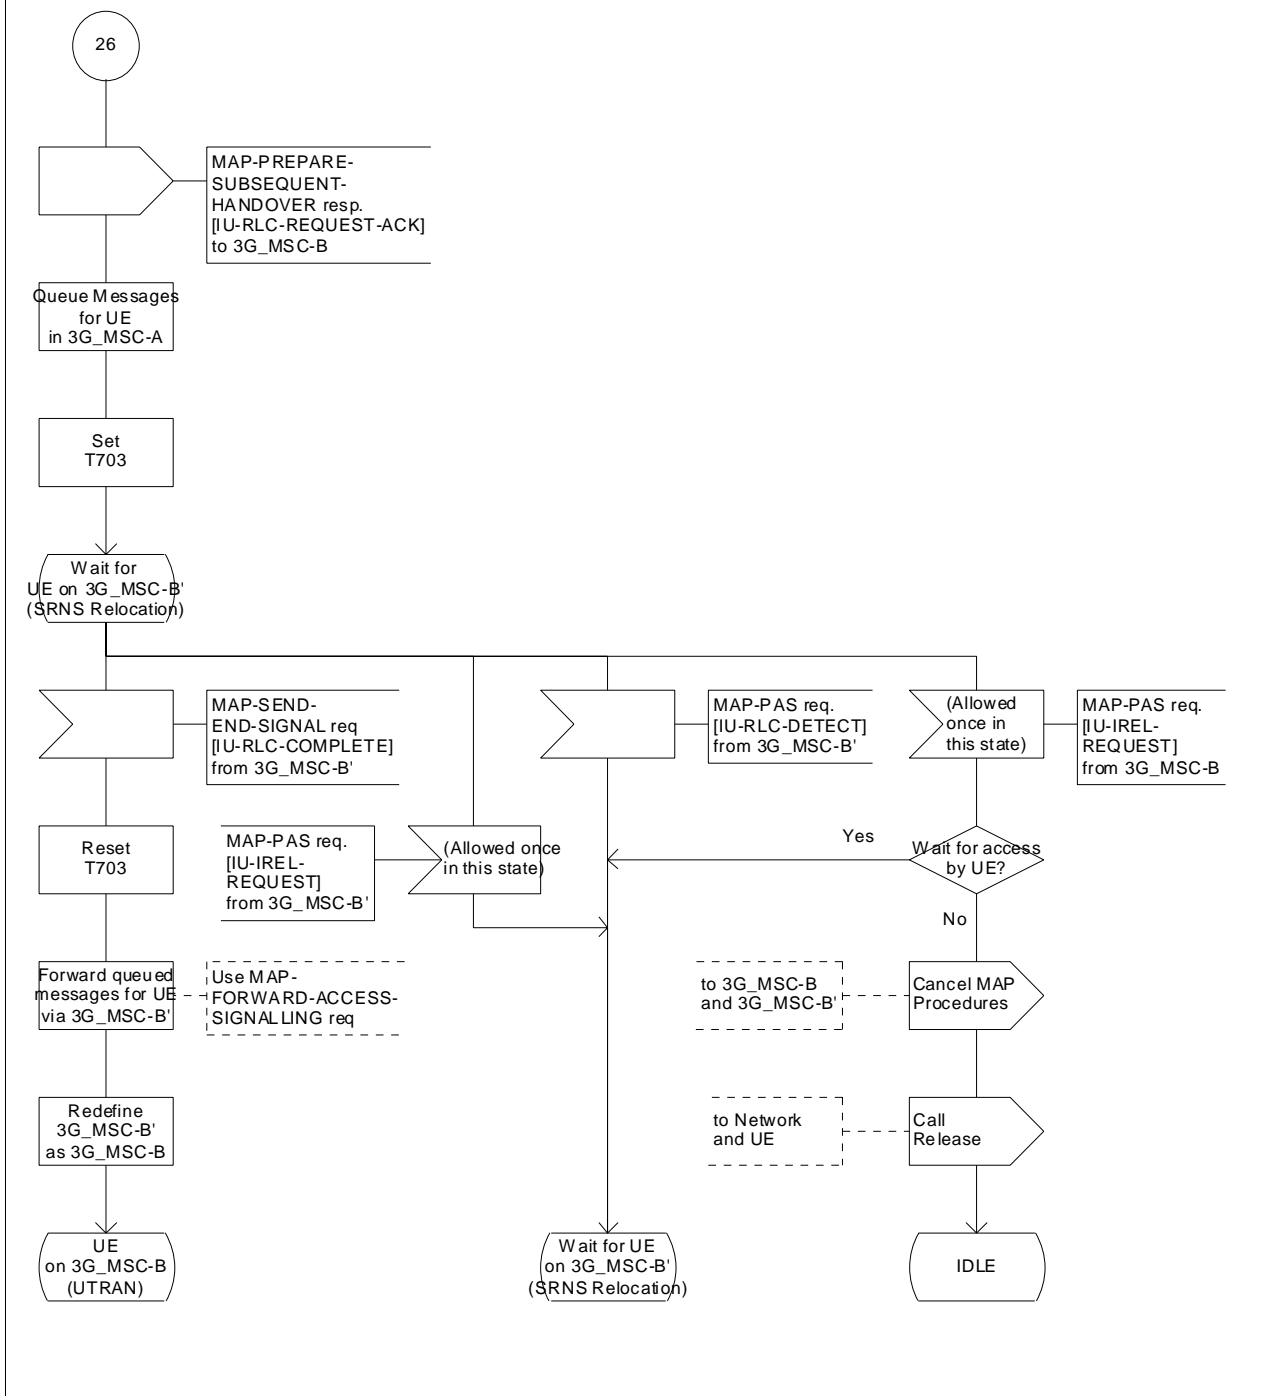 26
MAP-PREPARE-
SUBSEQUENT-
HANDOVER resp.
[IU-RLC-REQUEST-ACK]
to 3G_MSC-B
Queue Messages
for UE
in 3G_MSC-A
Set
T703
Wait for
UE on 3G_MSC-B'
(SRNS Relocation)
MAP-SEND-
END-SIGNAL req
[IU-RLC-COMPLETE]
from 3G_MSC-B'
MAP-PAS req.
[IU-RLC-DETECT]
from 3G_MSC-B'
(Allowed
once in
this state)
MAP-PAS req.
[IU-IREL-
REQUEST]
from 3G_MSC-B
Reset
T703
MAP-PAS req.
[IU-IREL-
REQUEST]
from 3G_MSC-B'
(Allowed once
in this state)
Yes
Wait for access
by UE?
No
Forward queued
messages for UE
via 3G_MSC-B'
Use MAP-
FORWARD-ACCESS-
SIGNALLING req
to 3G_MSC-B
and 3G_MSC-B'
Cancel MAP
Procedures
Redefine
3G_MSC-B'
as 3G_MSC-B
to Network
and UE
Call
Release
UE
on 3G_MSC-B
(UTRAN)
Wait for UE
on 3G_MSC-B'
(SRNS Relocation)
IDLE